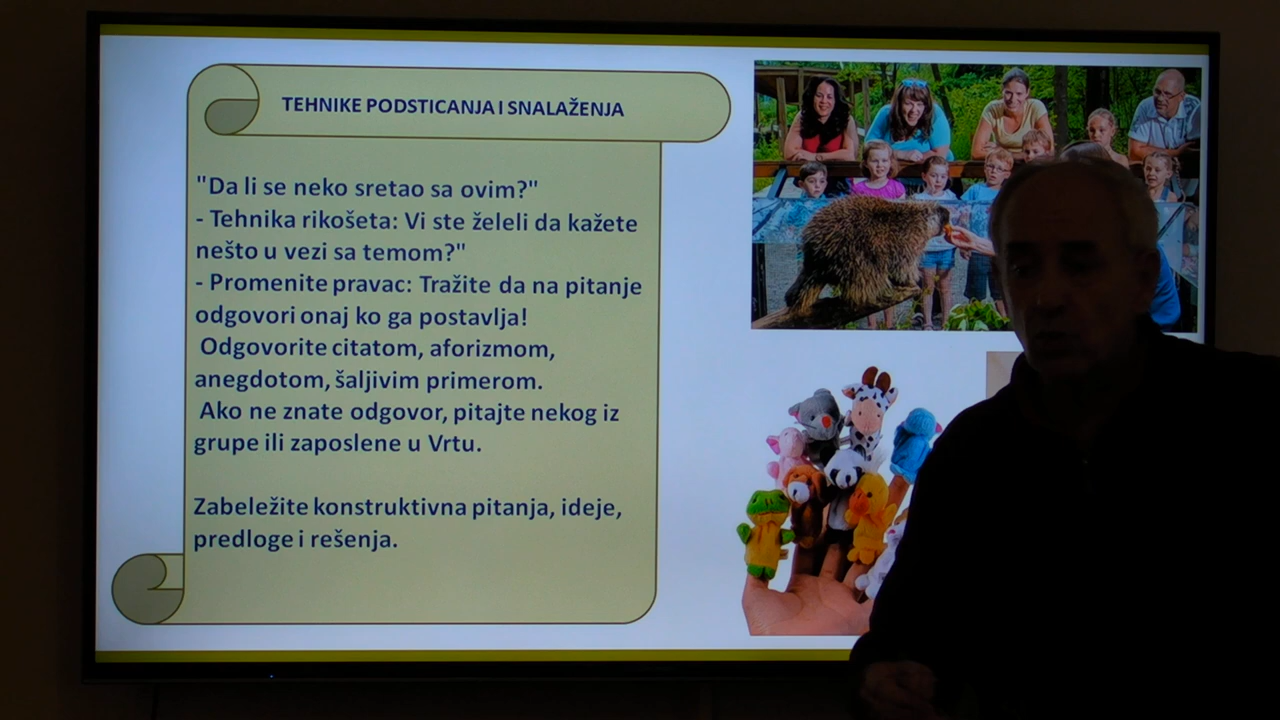 TEHNIKE PODSTICANJA I SNALAŽENJA
"Da li se neko sretao sa ovim?"
- Tehnika rikošeta: Vi ste želeli da kažete
nešto u vezi sa temom?"
- Promenite pravac: Tražite da na pitanje
odgovori onaj ko ga postavlja!
Odgovorite citatom, aforizmom,
anegdotom, šaljivim primerom.
Ako ne znate odgovor, pitajte nekog iz
grupe ili zaposlene u Vrtu.
Zabeležite konstruktivna pitanja, ideje,
predloge i rešenja.